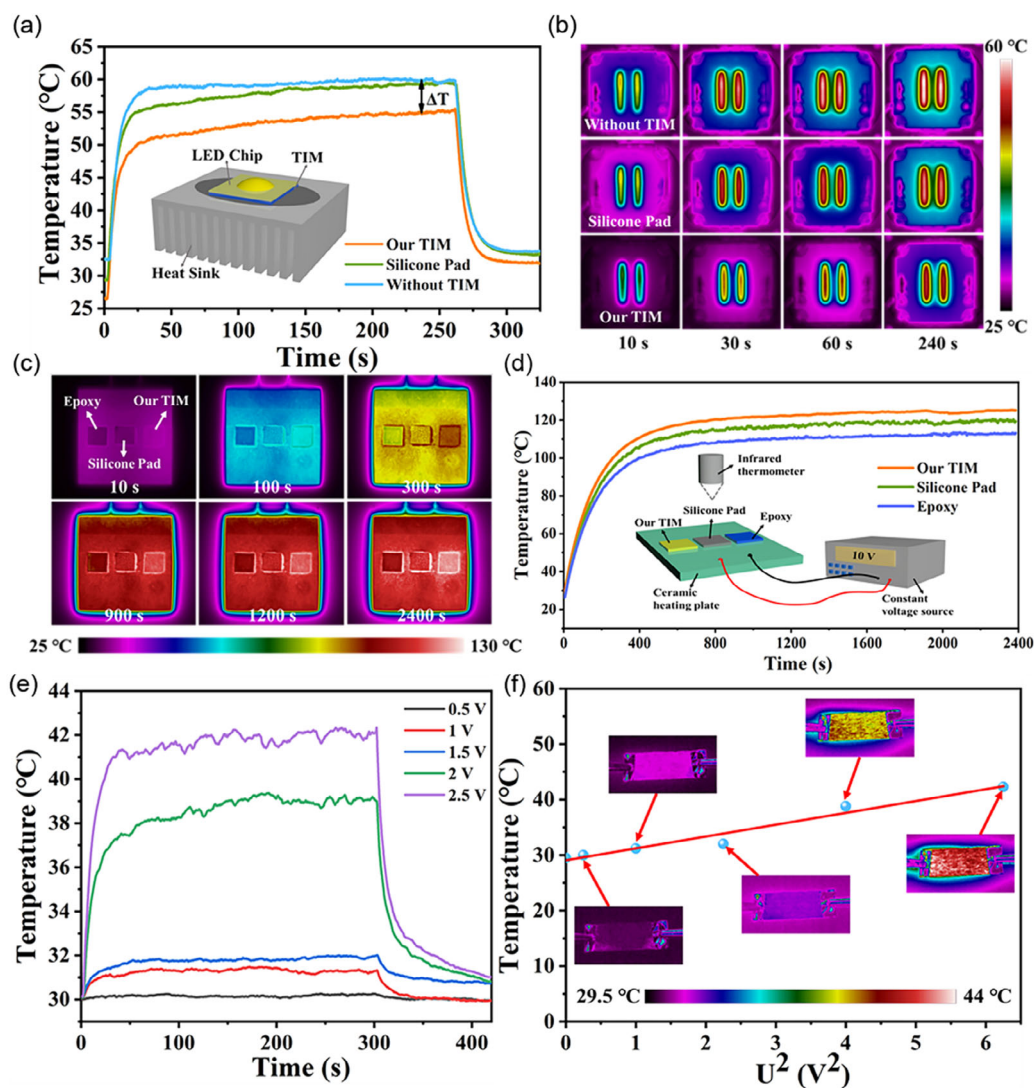 (a)
Temperature (℃)
65
60
55
50
45
40
35
30
25
ΔT
LED Chip
TIM
Heat Sink
Our TIM
Silicone Pad
Without TIM
0 50 100 150 200 250 300
Time (s)
(b)
Without TIM
Silicone Pad
Our TIM
10 s 30 s 60 s 240 s
60 ℃
25 ℃
(c)
Epoxy
Our TIM
Silicone Pad
10 s
100 s
300 s
900 s
1200 s
2400 s
25 ℃ 130 ℃
(d)
Temperature (℃)
140
120
100
80
60
40
20
Our TIM
Silicone Pad
Epoxy
Infrared
thermometer
Our TIM
Silicone Pad
Epoxy
10 V
Ceramic
heating plate
Constant
voltage source
0 400 800 1200 1600 2000 2400
Time (s)
(e)
Temperature (℃)
44
42
40
38
36
34
32
30
0.5 V
1 V
1.5 V
2 V
2.5 V
0 100 200 300 400
Time (s)
(f)
Temperature (℃)
60
50
40
30
20
10
0
29.5 ℃ 44 ℃
0 1 2 3 4 5 6
U² (V²)